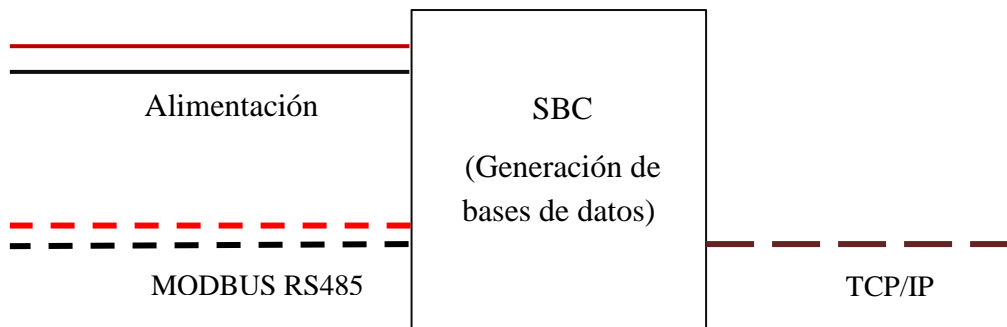 Alimentación
SBC
(Generación de
bases de datos)
MODBUS RS485
TCP/IP